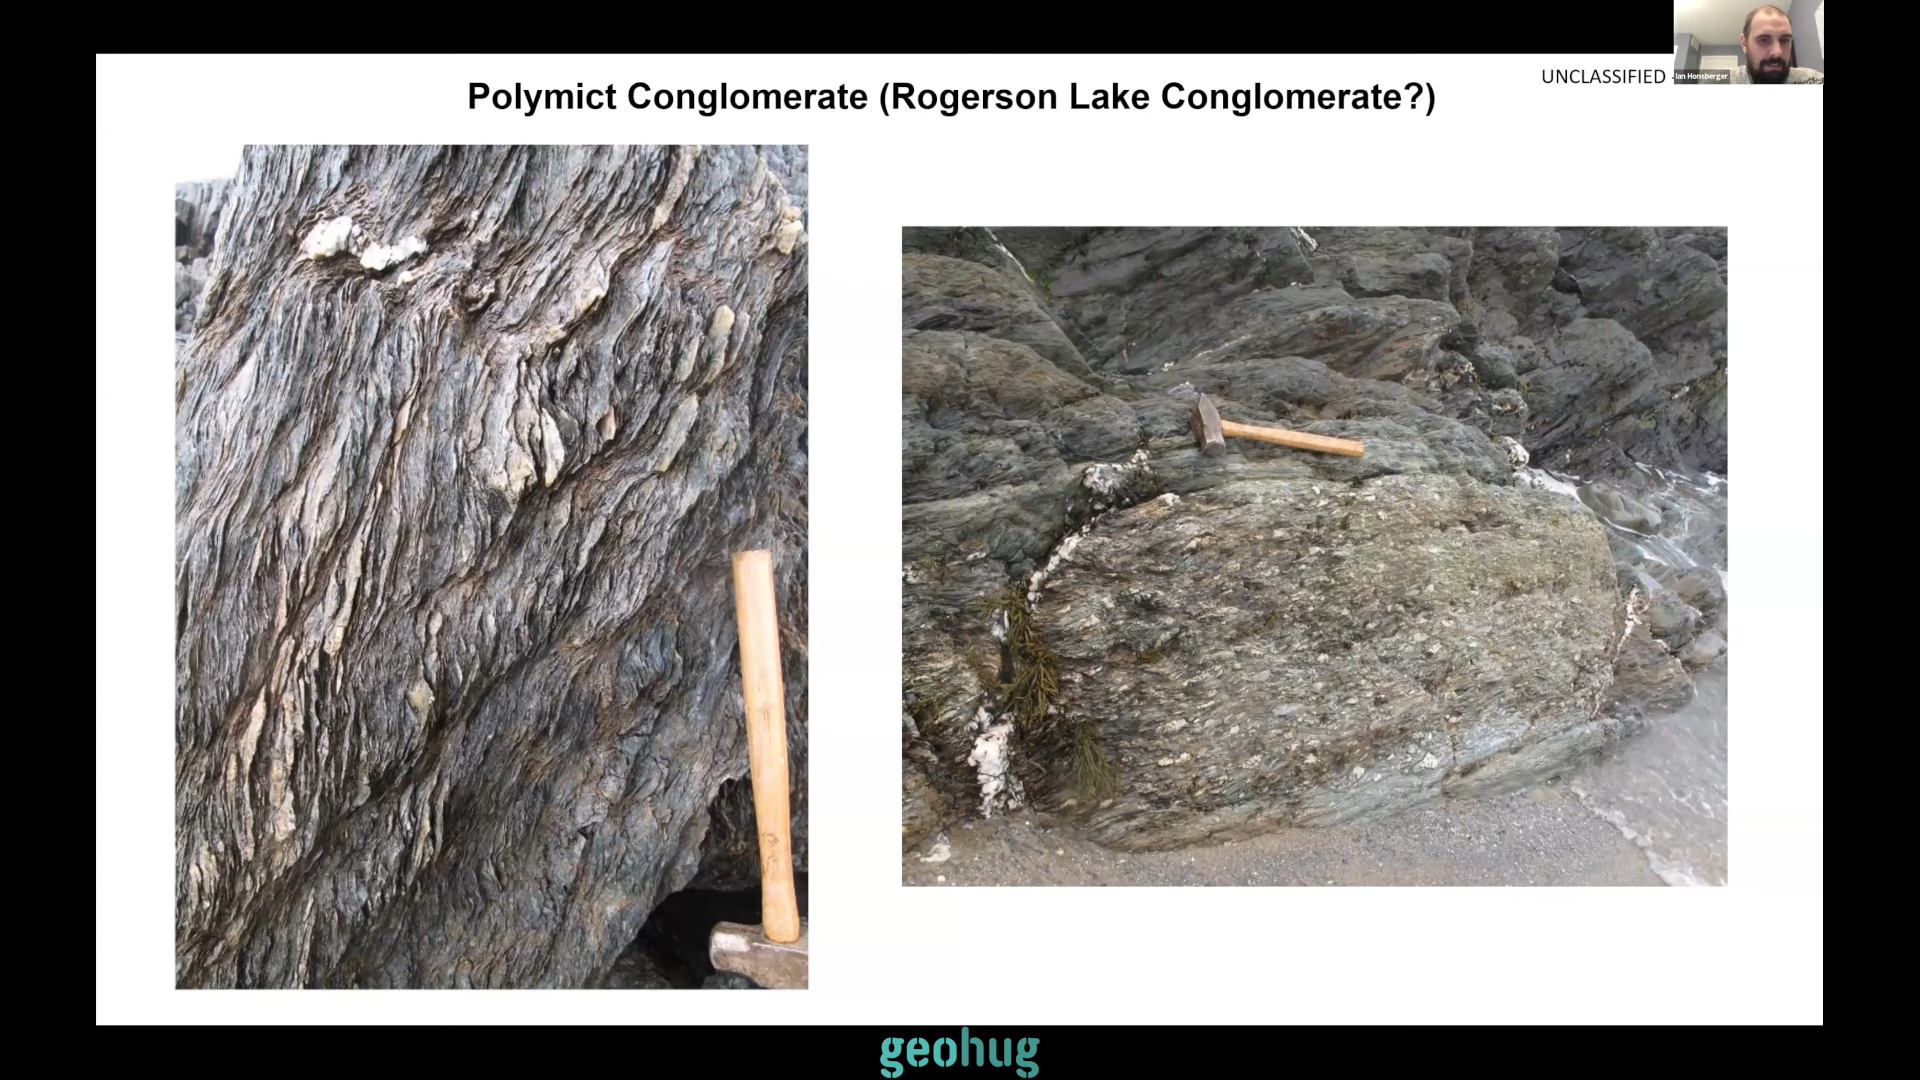 UNCLASSIFIED -
Ian Honsberger
Polymict Conglomerate (Rogerson Lake Conglomerate?)
geohug